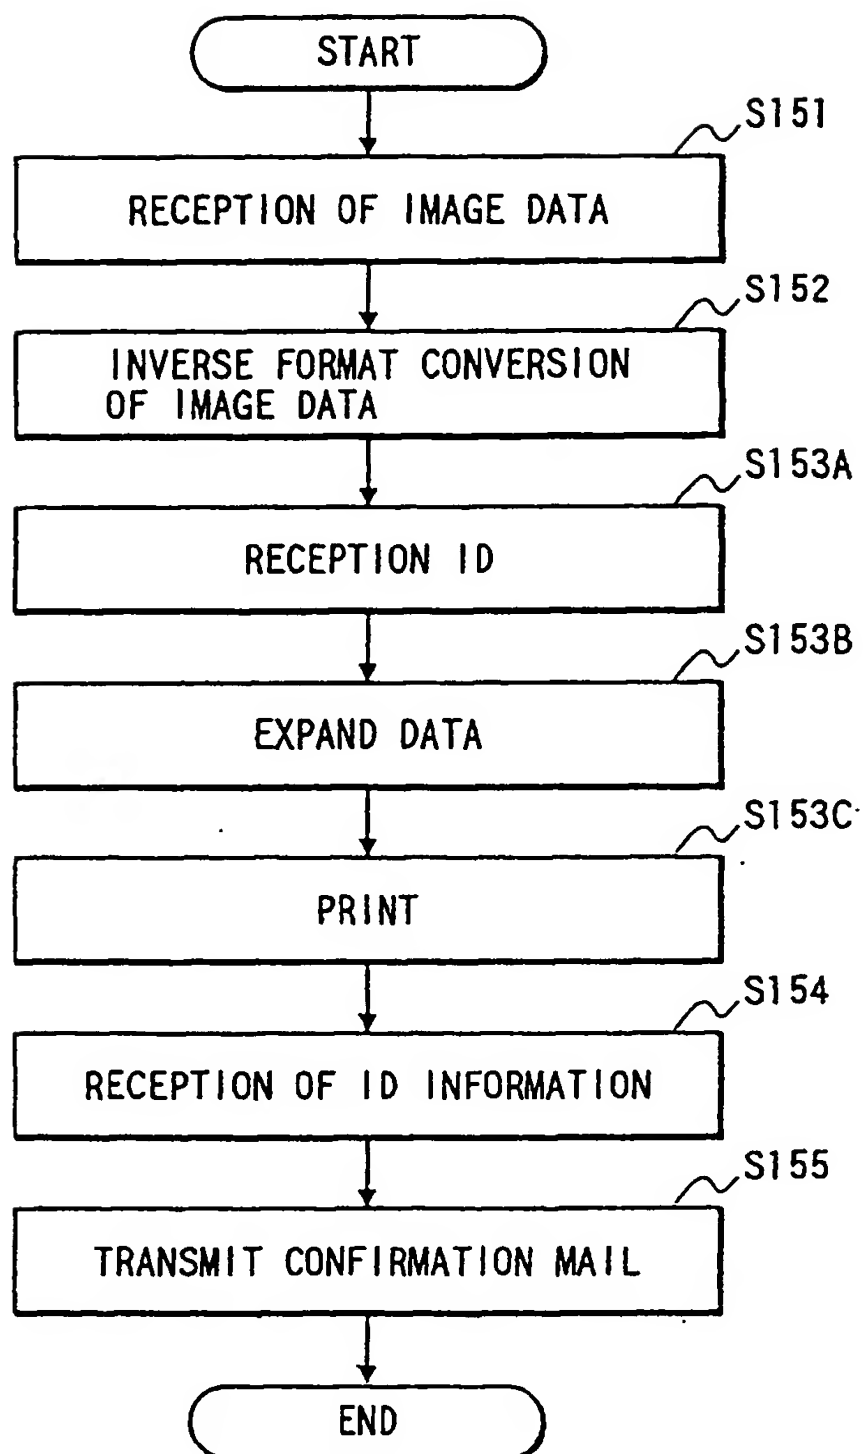 START
S151
RECEPTION OF IMAGE DATA
S152
INVERSE FORMAT CONVERSION
OF IMAGE DATA
S153A
RECEPTION ID
S153B
EXPAND DATA
S153C
PRINT
S154
RECEPTION OF ID INFORMATION
S155
TRANSMIT CONFIRMATION MAIL
END